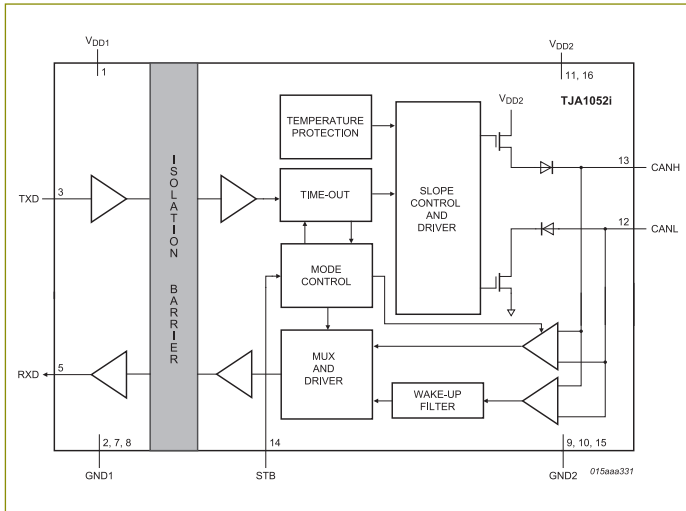 VDD1
VDD2
1
11, 16
TJA1052i
VDD2
TEMPERATURE
PROTECTION
ISOLATION BARRIER
13
CANH
TXD
3
TIME-OUT
SLOPE
CONTROL
AND
DRIVER
12
CANL
MODE
CONTROL
RXD
5
MUX
AND
DRIVER
WAKE-UP
FILTER
2, 7, 8
14
9, 10, 15
GND1
STB
GND2
015aaa331